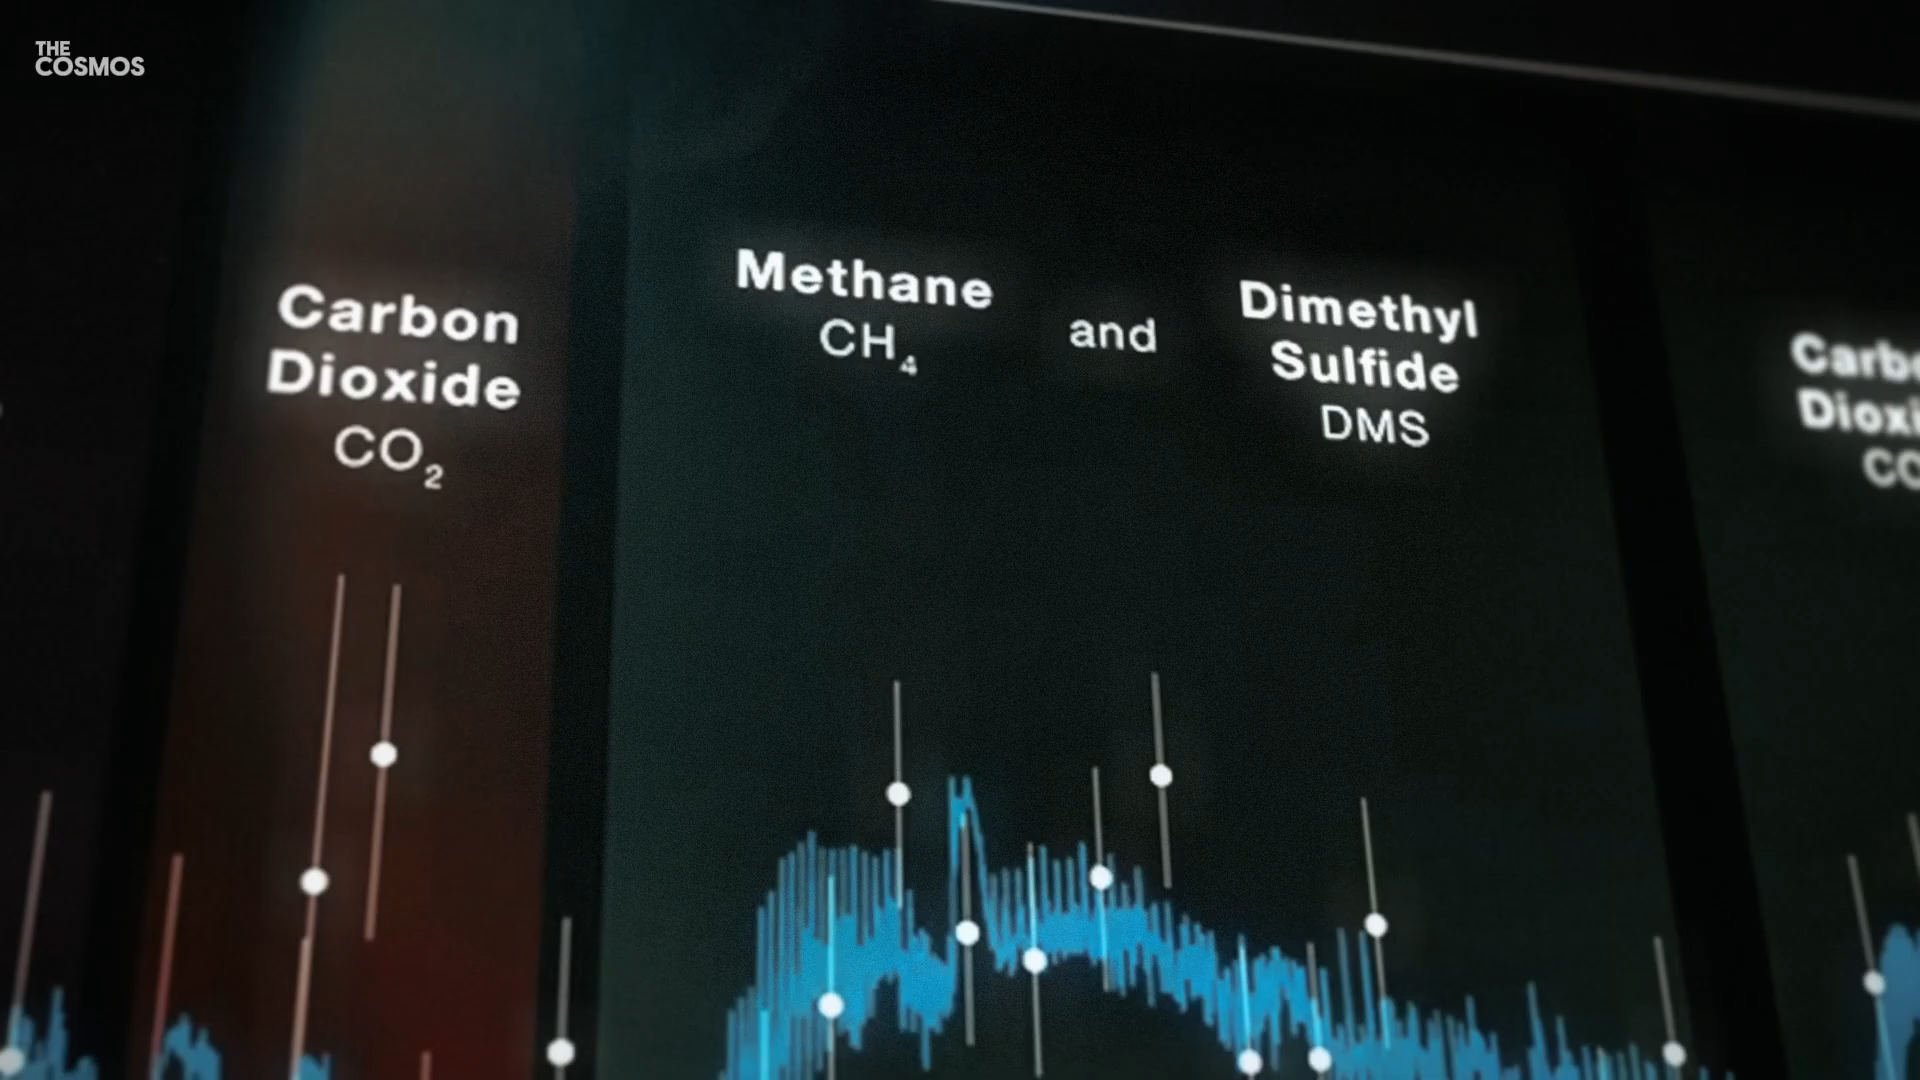 THE
COSMOS
Carbon
Dioxide
CO₂
Methane
CH₄
and
Dimethyl
Sulfide
DMS